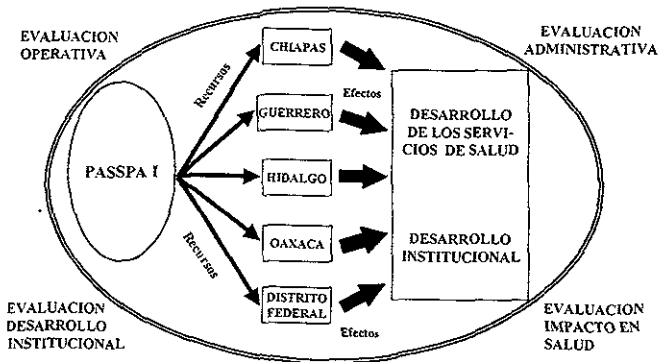 EVALUACION
OPERATIVA
EVALUACION
ADMINISTRATIVA
CHIAPAS
Recursos
Efectos
GUERRERO
DESARROLLO
DE LOS SERVI-
CIOS DE SALUD
PASSPA I
HIDALGO
OAXACA
DESARROLLO
INSTITUCIONAL
Recursos
DISTRITO
FEDERAL
Efectos
EVALUACION
DESARROLLO
INSTITUCIONAL
EVALUACION
IMPACTO EN
SALUD